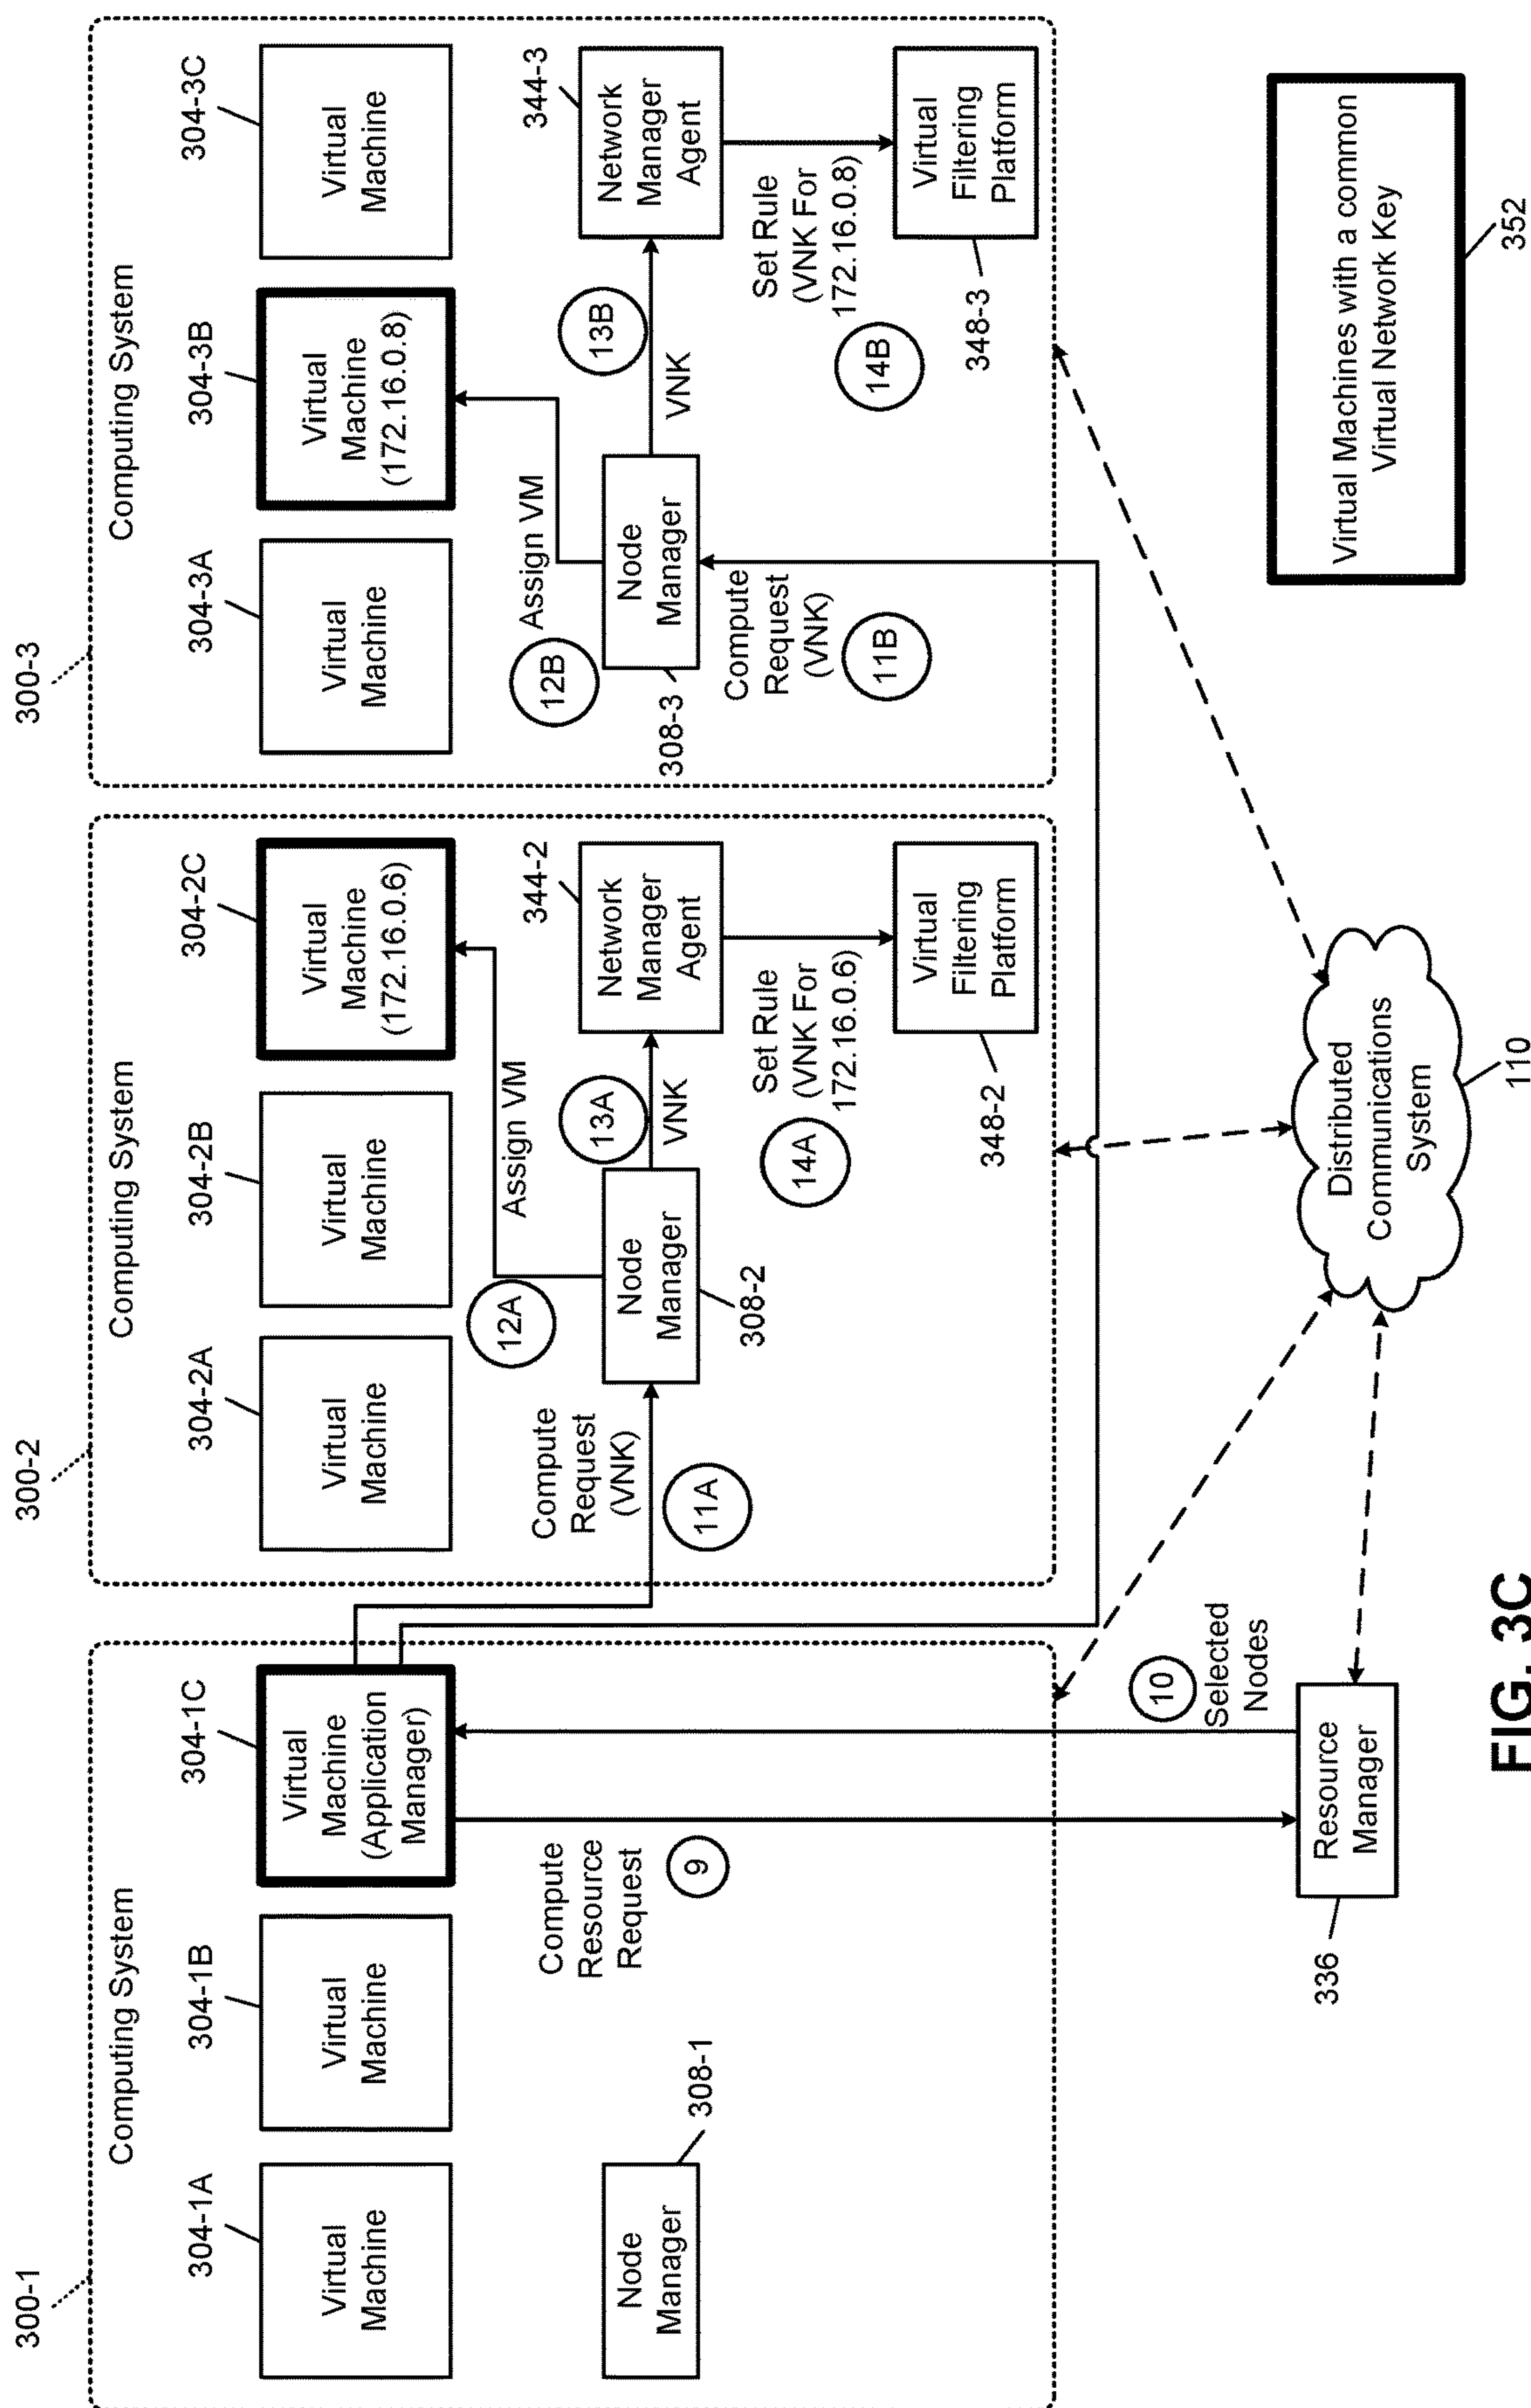 300-1
Computing System
304-1A
Virtual
Machine
304-1B
Virtual
Machine
304-1C
Virtual
Machine
(Application
Manager)
Node
Manager
308-1
Compute
Resource
Request
9
10
Selected
Nodes
Resource
Manager
336
300-2
Computing System
304-2A
Virtual
Machine
304-2B
Virtual
Machine
304-2C
Virtual
Machine
(172.16.0.6)
Compute
Request
(VNK)
11A
12A
Assign VM
Node
Manager
308-2
13A
VNK
344-2
Network
Manager
Agent
Set Rule
(VNK For
172.16.0.6)
14A
Virtual
Filtering
Platform
348-2
300-3
Computing System
304-3A
Virtual
Machine
304-3B
Virtual
Machine
(172.16.0.8)
304-3C
Virtual
Machine
12B
Assign VM
Node
Manager
308-3
Compute
Request
(VNK)
11B
13B
VNK
344-3
Network
Manager
Agent
Set Rule
(VNK For
172.16.0.8)
14B
Virtual
Filtering
Platform
348-3
Distributed
Communications
System
110
Virtual Machines with a common
Virtual Network Key
352
FIG. 3C